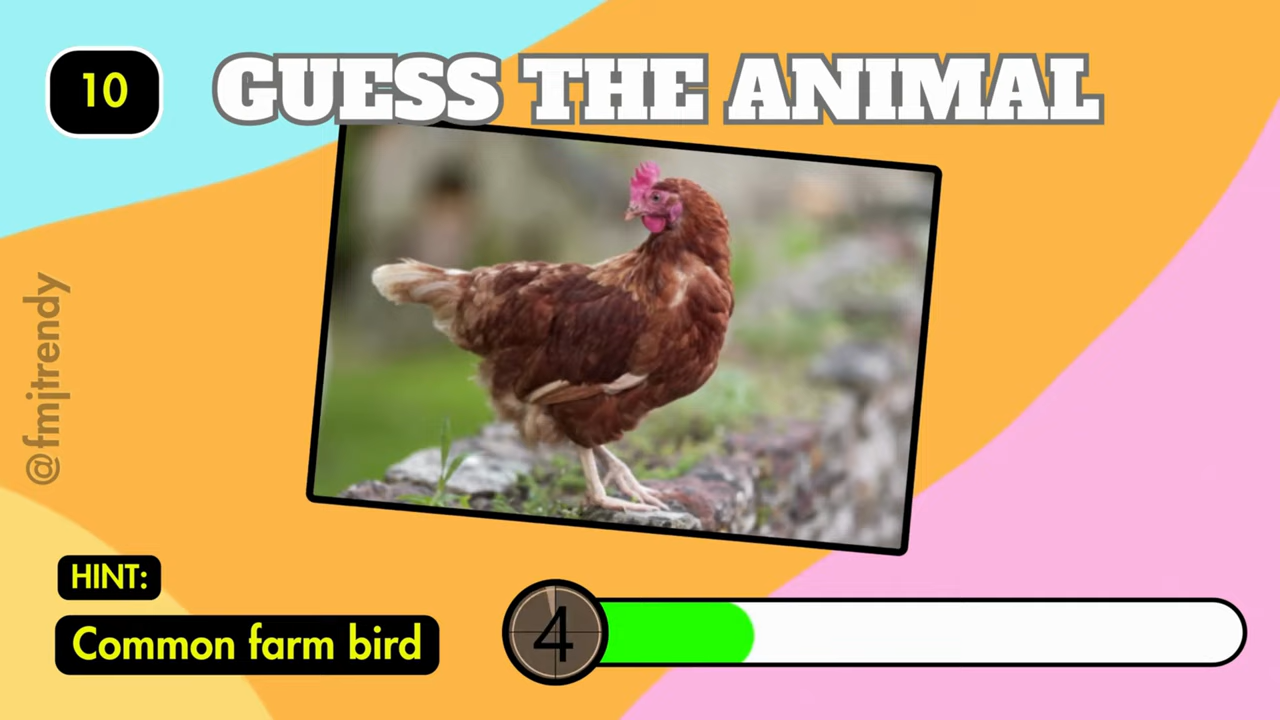 10
GUESS THE ANIMAL
@fmjtrendy
HINT:
Common farm bird
4